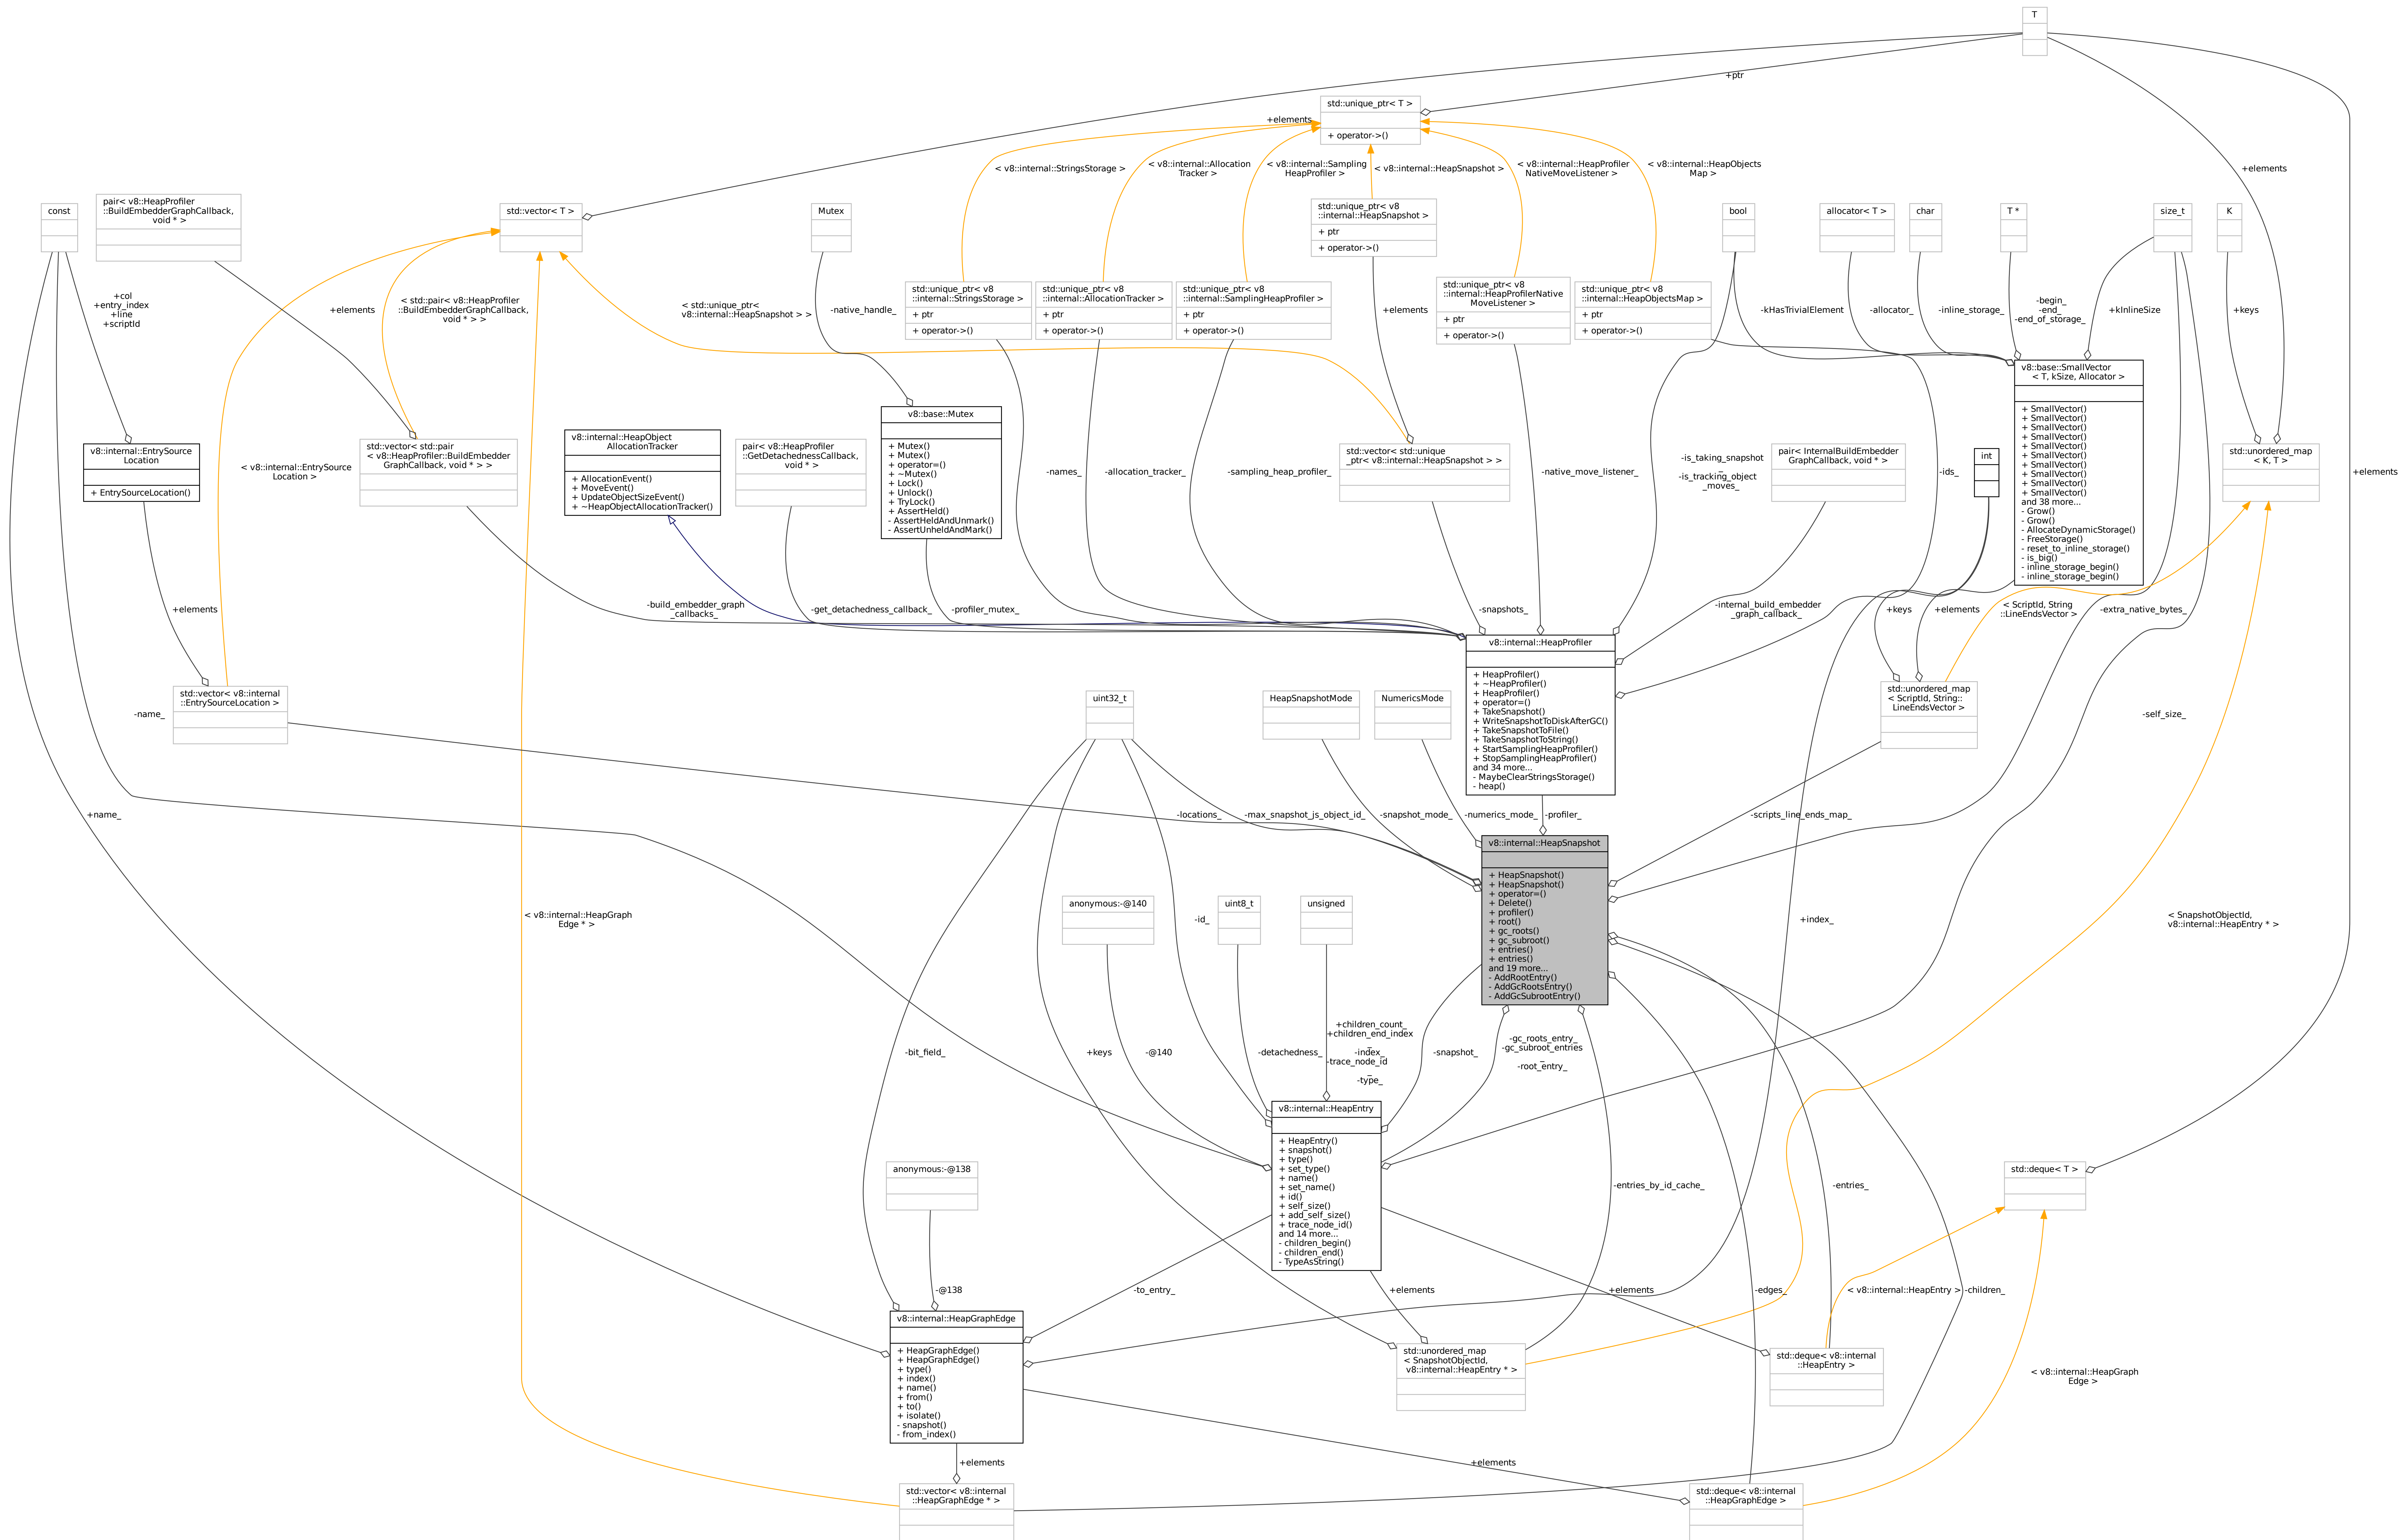 T
+ptr
std::unique_ptr< T >
+ operator->()
+elements
< v8::internal::StringsStorage >
< v8::internal::Allocation
Tracker >
< v8::internal::Sampling
HeapProfiler >
< v8::internal::HeapSnapshot >
< v8::internal::HeapProfiler
NativeMoveListener >
< v8::internal::HeapObjects
Map >
+elements
const
pair< v8::HeapProfiler
::BuildEmbedderGraphCallback,
void * >
std::vector< T >
Mutex
std::unique_ptr< v8
::internal::HeapSnapshot >
+ ptr
+ operator->()
bool
allocator< T >
char
T *
size_t
K
+col
+entry_index
+line
+scriptId
+elements
< std::pair< v8::HeapProfiler
::BuildEmbedderGraphCallback,
void * > >
< std::unique_ptr<
v8::internal::HeapSnapshot > >
-native_handle_
std::unique_ptr< v8
::internal::StringsStorage >
+ ptr
+ operator->()
std::unique_ptr< v8
::internal::AllocationTracker >
+ ptr
+ operator->()
std::unique_ptr< v8
::internal::SamplingHeapProfiler >
+ ptr
+ operator->()
+elements
std::unique_ptr< v8
::internal::HeapProfilerNative
MoveListener >
+ ptr
+ operator->()
std::unique_ptr< v8
::internal::HeapObjectsMap >
+ ptr
+ operator->()
-kHasTrivialElement
-allocator_
-inline_storage_
-begin_
-end_
-end_of_storage_
+kInlineSize
+keys
v8::internal::EntrySource
Location
+ EntrySourceLocation()
< v8::internal::EntrySource
Location >
std::vector< std::pair
< v8::HeapProfiler::BuildEmbedder
GraphCallback, void * > >
v8::internal::HeapObject
AllocationTracker
+ AllocationEvent()
+ MoveEvent()
+ UpdateObjectSizeEvent()
+ ~HeapObjectAllocationTracker()
pair< v8::HeapProfiler
::GetDetachednessCallback,
void * >
v8::base::Mutex
+ Mutex()
+ Mutex()
+ operator=()
+ ~Mutex()
+ Lock()
+ Unlock()
+ TryLock()
+ AssertHeld()
- AssertHeldAndUnmark()
- AssertUnheldAndMark()
-names_
-allocation_tracker_
-sampling_heap_profiler_
std::vector< std::unique
_ptr< v8::internal::HeapSnapshot > >
-native_move_listener_
-is_taking_snapshot
_
-is_tracking_object
_moves_
pair< InternalBuildEmbedder
GraphCallback, void * >
-ids_
int
v8::base::SmallVector
< T, kSize, Allocator >
+ SmallVector()
+ SmallVector()
+ SmallVector()
+ SmallVector()
+ SmallVector()
+ SmallVector()
+ SmallVector()
+ SmallVector()
+ SmallVector()
+ SmallVector()
and 38 more...
- Grow()
- Grow()
- AllocateDynamicStorage()
- FreeStorage()
- reset_to_inline_storage()
- is_big()
- inline_storage_begin()
- inline_storage_begin()
std::unordered_map
< K, T >
+elements
+elements
-build_embedder_graph
_callbacks_
-get_detachedness_callback_
-profiler_mutex_
-snapshots_
-internal_build_embedder
_graph_callback_
+keys
+elements
< ScriptId, String
::LineEndsVector >
-extra_native_bytes_
std::vector< v8::internal
::EntrySourceLocation >
-name_
v8::internal::HeapProfiler
+ HeapProfiler()
+ ~HeapProfiler()
+ HeapProfiler()
+ operator=()
+ TakeSnapshot()
+ WriteSnapshotToDiskAfterGC()
+ TakeSnapshotToFile()
+ TakeSnapshotToString()
+ StartSamplingHeapProfiler()
+ StopSamplingHeapProfiler()
and 34 more...
- MaybeClearStringsStorage()
- heap()
uint32_t
HeapSnapshotMode
NumericsMode
std::unordered_map
< ScriptId, String::
LineEndsVector >
-self_size_
+name_
-locations_
-max_snapshot_js_object_id_
-snapshot_mode_
-numerics_mode_
-profiler_
-scripts_line_ends_map_
v8::internal::HeapSnapshot
+ HeapSnapshot()
+ HeapSnapshot()
+ operator=()
+ Delete()
+ profiler()
+ root()
+ gc_roots()
+ gc_subroot()
+ entries()
+ entries()
and 19 more...
- AddRootEntry()
- AddGcRootsEntry()
- AddGcSubrootEntry()
< v8::internal::HeapGraph
Edge * >
anonymous:-@140
-id_
uint8_t
unsigned
+index_
< SnapshotObjectId,
v8::internal::HeapEntry * >
-bit_field_
+keys
-@140
-detachedness_
+children_count_
+children_end_index
_
-index_
-trace_node_id
_
-type_
-snapshot_
-gc_roots_entry_
-gc_subroot_entries
_
-root_entry_
v8::internal::HeapEntry
+ HeapEntry()
+ snapshot()
+ type()
+ set_type()
+ name()
+ set_name()
+ id()
+ self_size()
+ add_self_size()
+ trace_node_id()
and 14 more...
- children_begin()
- children_end()
- TypeAsString()
anonymous:-@138
-entries_by_id_cache_
-entries_
std::deque< T >
-@138
-to_entry_
+elements
-edges_
+elements
< v8::internal::HeapEntry >
-children_
v8::internal::HeapGraphEdge
+ HeapGraphEdge()
+ HeapGraphEdge()
+ type()
+ index()
+ name()
+ from()
+ to()
+ isolate()
- snapshot()
- from_index()
std::unordered_map
< SnapshotObjectId,
v8::internal::HeapEntry * >
std::deque< v8::internal
::HeapEntry >
< v8::internal::HeapGraph
Edge >
+elements
+elements
std::vector< v8::internal
::HeapGraphEdge * >
std::deque< v8::internal
::HeapGraphEdge >